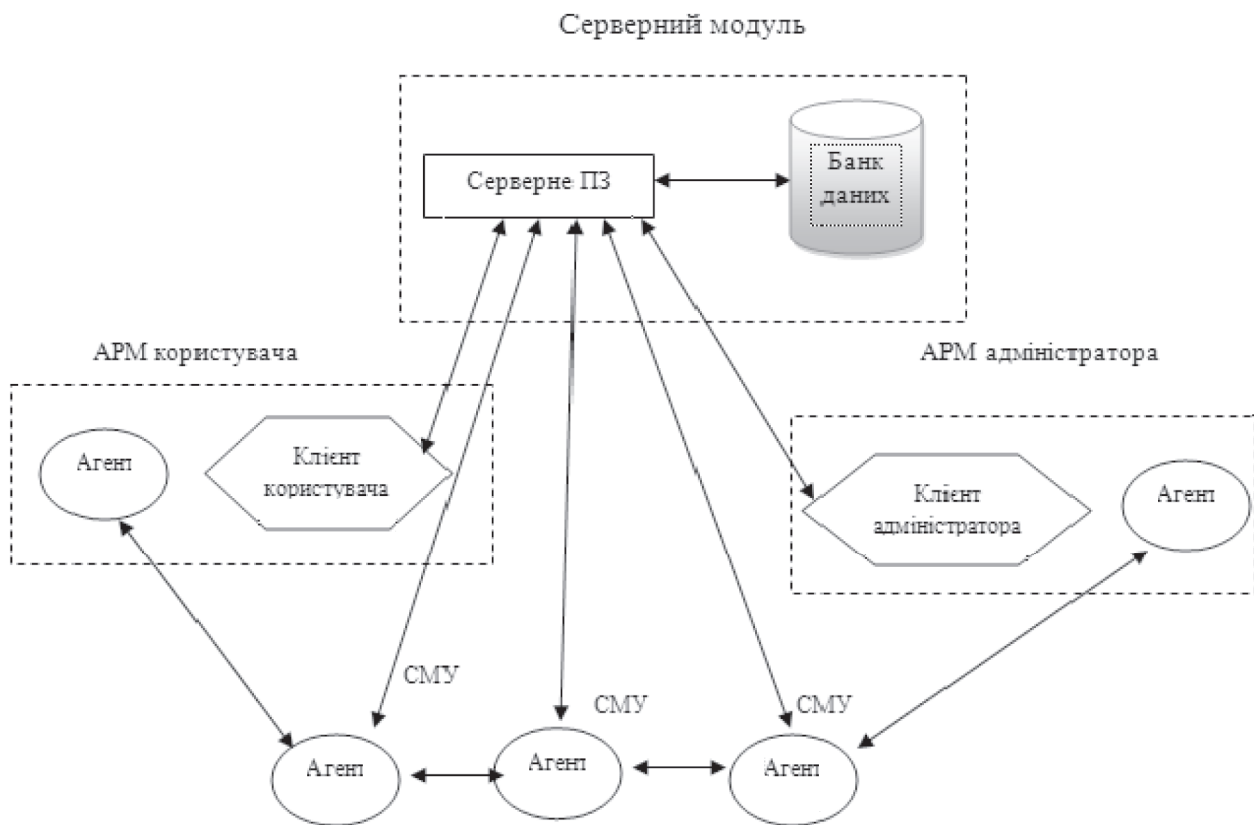 Серверний модуль
Серверне ПЗ
Банк
даних
АРМ користувача
АРМ адміністратора
Агент
Клієнт
користувача
Клієнт
адміністратора
Агент
СМУ
СМУ
СМУ
Агент
Агент
Агент